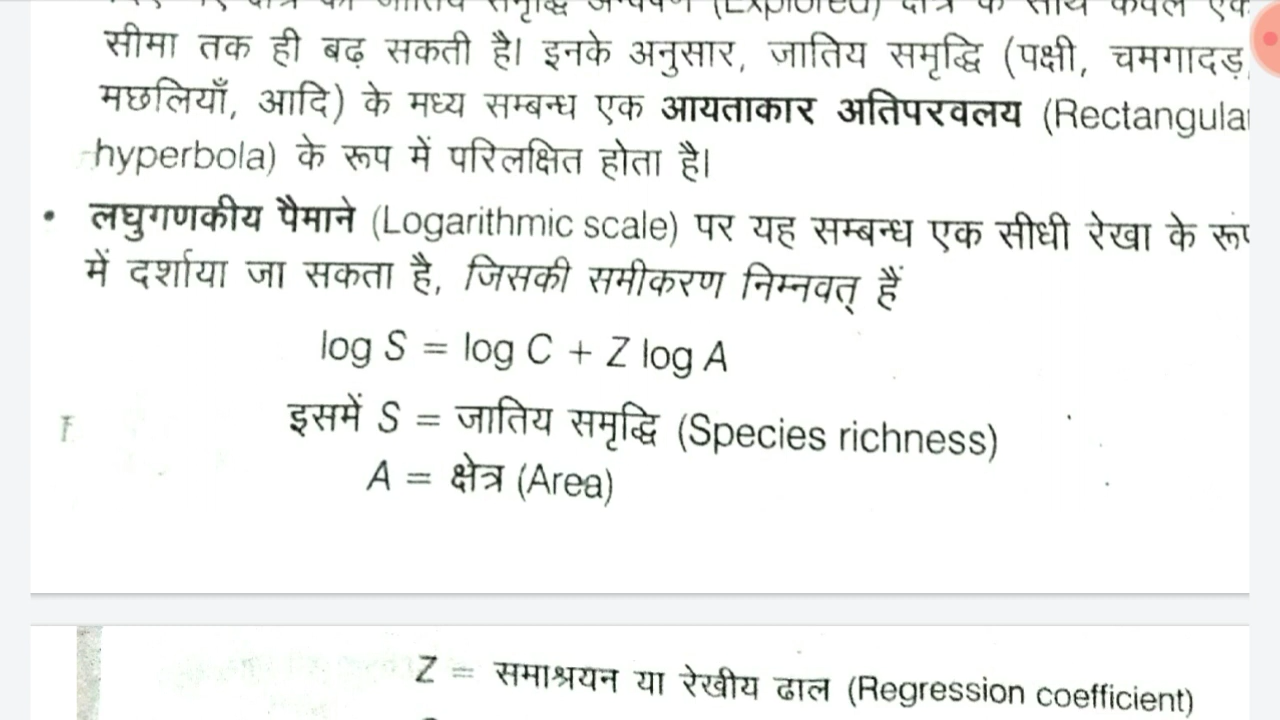 सीमा तक ही बढ़ सकती है। इनके अनुसार, जातिय समृद्धि (पक्षी, चमगादड़,
मछलियाँ, आदि) के मध्य सम्बन्ध एक आयताकार अतिपरवलय (Rectangular
hyperbola) के रूप में परिलक्षित होता है।
• लघुगणकीय पैमाने (Logarithmic scale) पर यह सम्बन्ध एक सीधी रेखा के रूप
में दर्शाया जा सकता है, जिसकी समीकरण निम्नवत् हैं
log S = log C + Z log A
इसमें S = जातिय समृद्धि (Species richness)
A = क्षेत्र (Area)
Z = समाश्रयन या रेखीय ढाल (Regression coefficient)